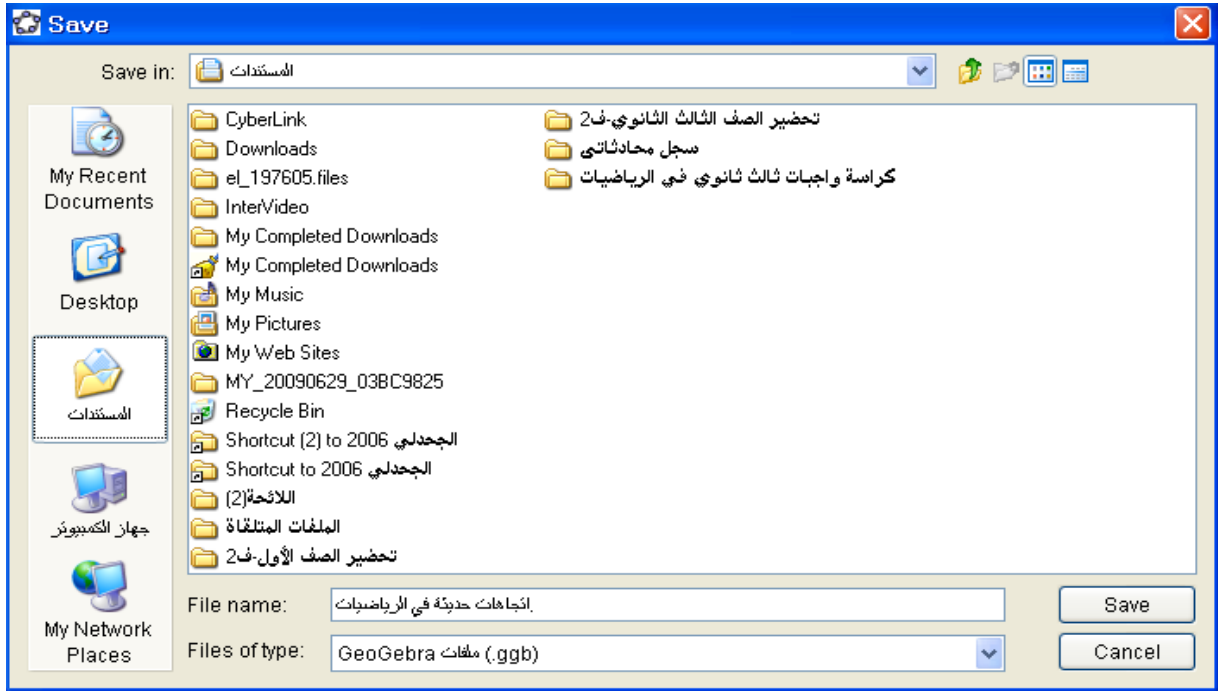 Save
Save in: المستندات
My Recent
Documents
Desktop
المستندات
جهاز الكمبيوتر
My Network
Places
CyberLink
Downloads
el_197605.files
InterVideo
My Completed Downloads
My Completed Downloads
My Music
My Pictures
My Web Sites
MY_20090629_03BC9825
Recycle Bin
Shortcut (2) to 2006 الجحدلي
Shortcut to 2006 الجحدلي
اللائحة(2)
الملفات المتلقاة
تحضير الصف الأول-ف2
تحضير الصف الثالث الثانوي-ف2
سجل محادثاتي
كراسة واجبات ثالث ثانوي في الرياضيات
File name: اتجاهات حديثة في الرياضيات.
Save
Files of type: GeoGebra ملفات (.ggb)
Cancel